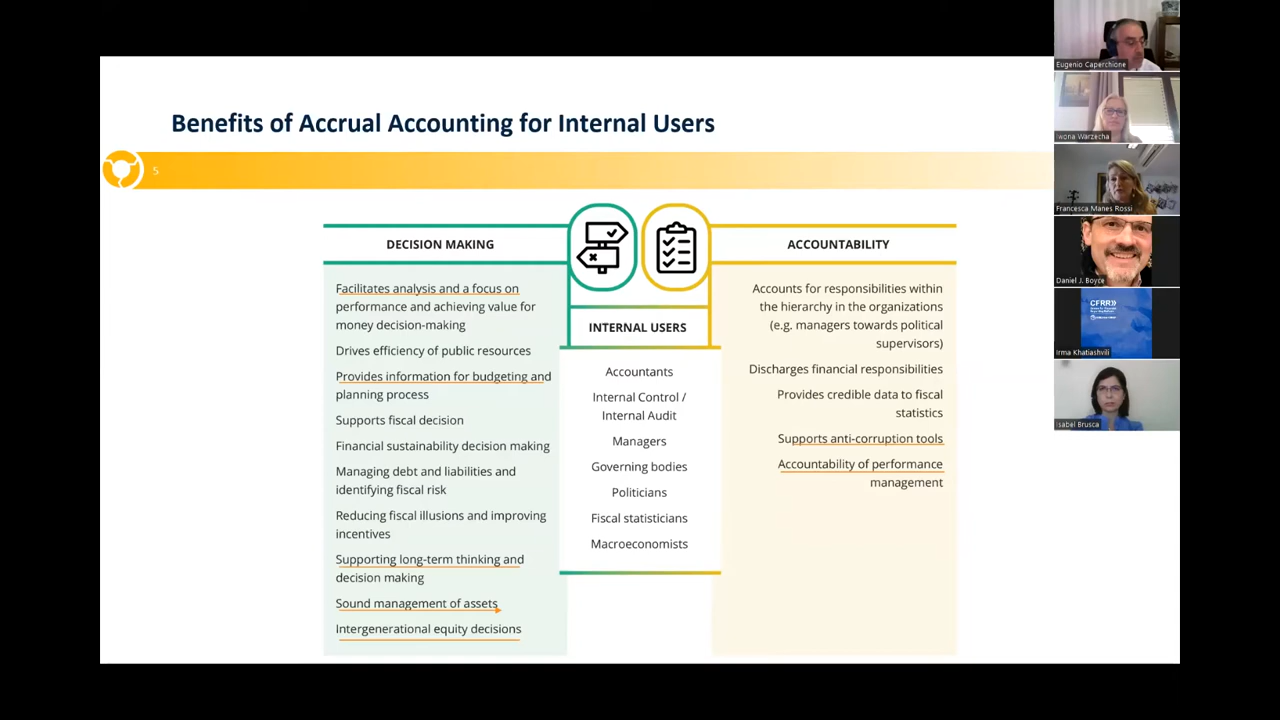 Benefits of Accrual Accounting for Internal Users
5
DECISION MAKING
Facilitates analysis and a focus on
performance and achieving value for
money decision-making
Drives efficiency of public resources
Provides information for budgeting and
planning process
Supports fiscal decision
Financial sustainability decision making
Managing debt and liabilities and
identifying fiscal risk
Reducing fiscal illusions and improving
incentives
Supporting long-term thinking and
decision making
Sound management of assets
Intergenerational equity decisions
INTERNAL USERS
Accountants
Internal Control /
Internal Audit
Managers
Governing bodies
Politicians
Fiscal statisticians
Macroeconomists
ACCOUNTABILITY
Accounts for responsibilities within
the hierarchy in the organizations
(e.g. managers towards political
supervisors)
Discharges financial responsibilities
Provides credible data to fiscal
statistics
Supports anti-corruption tools
Accountability of performance
management
Eugenio Caperchione
Iwona Warzecha
Francesca Manes Rossi
Daniel J. Boyce
CFRR
Irma Khatiashvili
Isabel Brusca